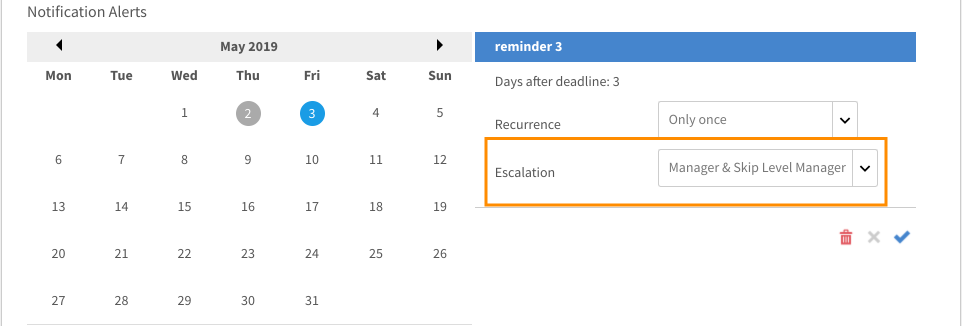 Notification Alerts
May 2019
Mon Tue Wed Thu Fri Sat Sun
1 2 3 4 5
6 7 8 9 10 11 12
13 14 15 16 17 18 19
20 21 22 23 24 25 26
27 28 29 30 31
reminder 3
Days after deadline: 3
Recurrence Only once
Escalation Manager & Skip Level Manager